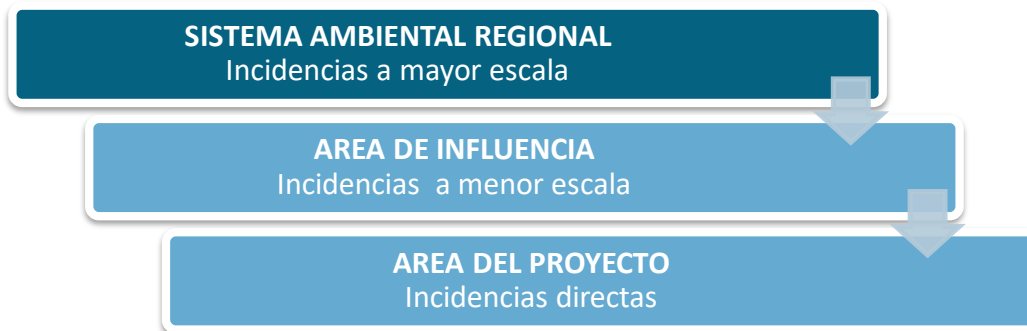 SISTEMA AMBIENTAL REGIONAL
Incidencias a mayor escala
AREA DE INFLUENCIA
Incidencias a menor escala
AREA DEL PROYECTO
Incidencias directas